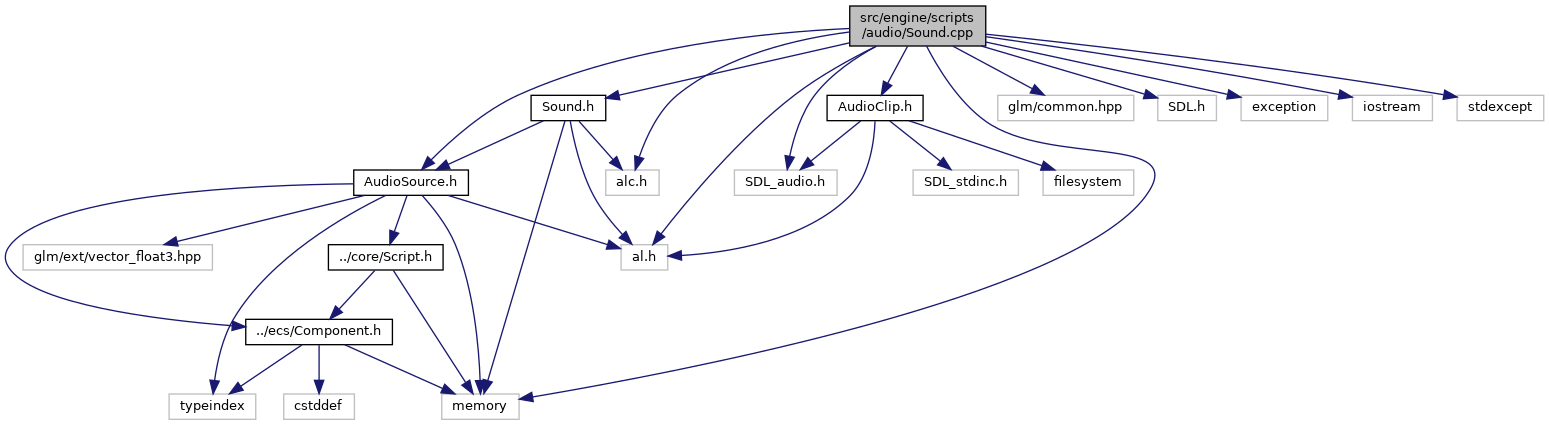 src/engine/scripts
/audio/Sound.cpp
Sound.h
AudioClip.h
glm/common.hpp
SDL.h
exception
iostream
stdexcept
AudioSource.h
alc.h
SDL_audio.h
SDL_stdinc.h
filesystem
glm/ext/vector_float3.hpp
../core/Script.h
al.h
../ecs/Component.h
typeindex
cstddef
memory